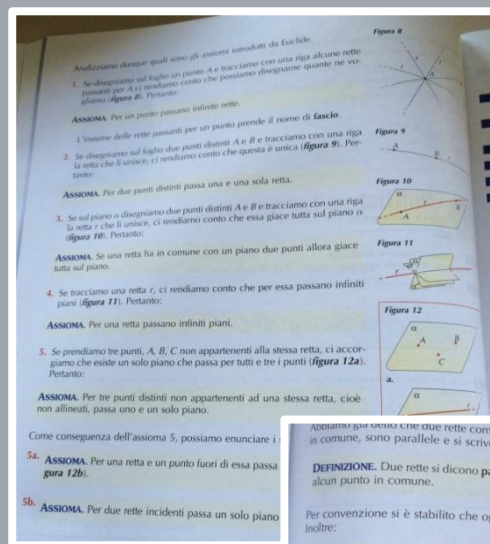 Analizziamo dunque quali sono gli assiomi introdotti da Euclide.
1. Se disegniamo sul foglio un punto A e tracciamo con una riga alcune rette
passanti per A ci rendiamo conto che possiamo disegnarne quante ne vo-
gliamo (figura 8). Pertanto:
ASSIOMA. Per un punto passano infinite rette.
L'insieme delle rette passanti per un punto prende il nome di fascio.
2. Se disegniamo sul foglio due punti distinti A e B e tracciamo con una riga
la retta che li unisce, ci rendiamo conto che questa è unica (figura 9). Per-
tanto:
ASSIOMA. Per due punti distinti passa una e una sola retta.
3. Se sul piano α disegniamo due punti distinti A e B e tracciamo con una riga
la retta r che li unisce, ci rendiamo conto che essa giace tutta sul piano α
(figura 10). Pertanto:
ASSIOMA. Se una retta ha in comune con un piano due punti allora giace
tutta sul piano.
4. Se tracciamo una retta r, ci rendiamo conto che per essa passano infiniti
piani (figura 11). Pertanto:
ASSIOMA. Per una retta passano infiniti piani.
5. Se prendiamo tre punti, A, B, C non appartenenti alla stessa retta, ci accor-
giamo che esiste un solo piano che passa per tutti e tre i punti (figura 12a).
Pertanto:
ASSIOMA. Per tre punti distinti non appartenenti ad una stessa retta, cioè
non allineati, passa uno e un solo piano.
Come conseguenza dell'assioma 5, possiamo enunciare i
5a. ASSIOMA. Per una retta e un punto fuori di essa passa
gura 12b).
5b. ASSIOMA. Per due rette incidenti passa un solo piano
Figura 8
A
Figura 9
A
B
r
Figura 10
α
A
r
B
Figura 11
r
Figura 12
α
A
B
C
a.
α
r
Abbiamo già detto che due rette
in comune, sono parallele e si
DEFINIZIONE. Due rette si dicono
alcun punto in comune.
Per convenzione si è stabilito che
Inoltre: